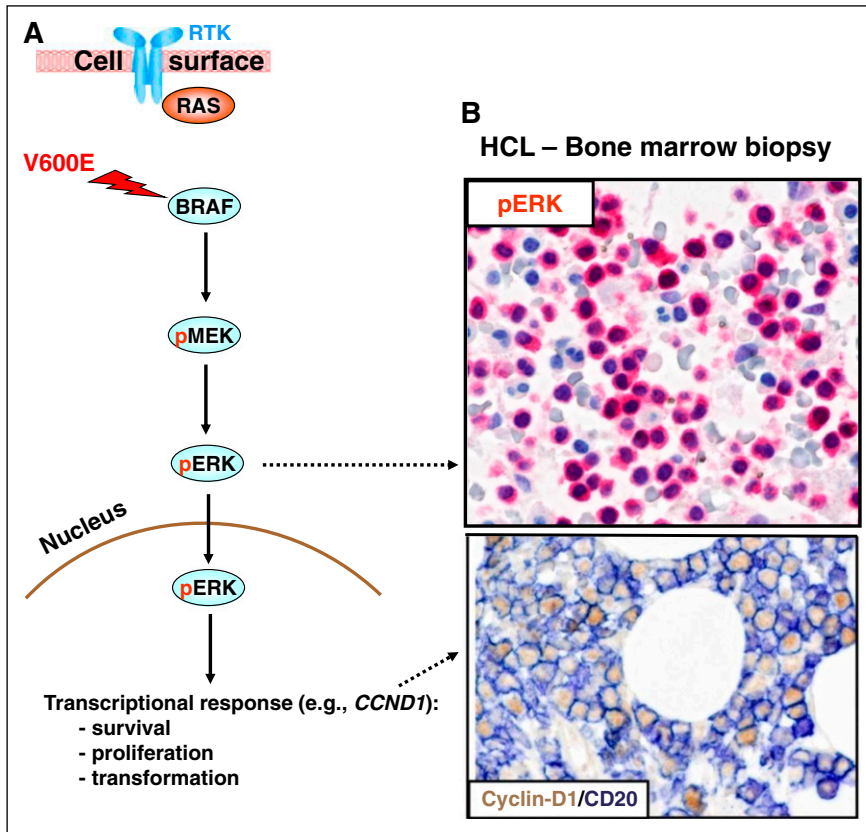 A
RTK
Cell surface
RAS
V600E
BRAF
pMEK
pERK
Nucleus
pERK
Transcriptional response (e.g., CCND1):
- survival
- proliferation
- transformation
B
HCL – Bone marrow biopsy
pERK
Cyclin-D1/CD20